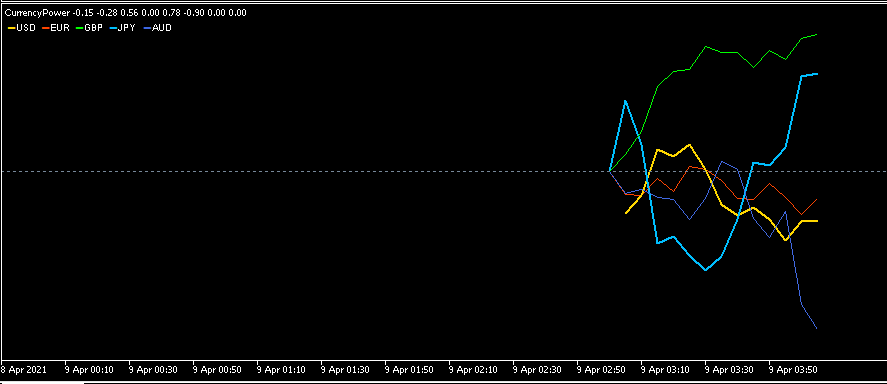 CurrencyPower -0.15 -0.28 0.56 0.00 0.78 -0.90 0.00 0.00
USD EUR GBP JPY AUD
8 Apr 2021 9 Apr 00:10 9 Apr 00:30 9 Apr 00:50 9 Apr 01:10 9 Apr 01:30 9 Apr 01:50 9 Apr 02:10 9 Apr 02:30 9 Apr 02:50 9 Apr 03:10 9 Apr 03:30 9 Apr 03:50